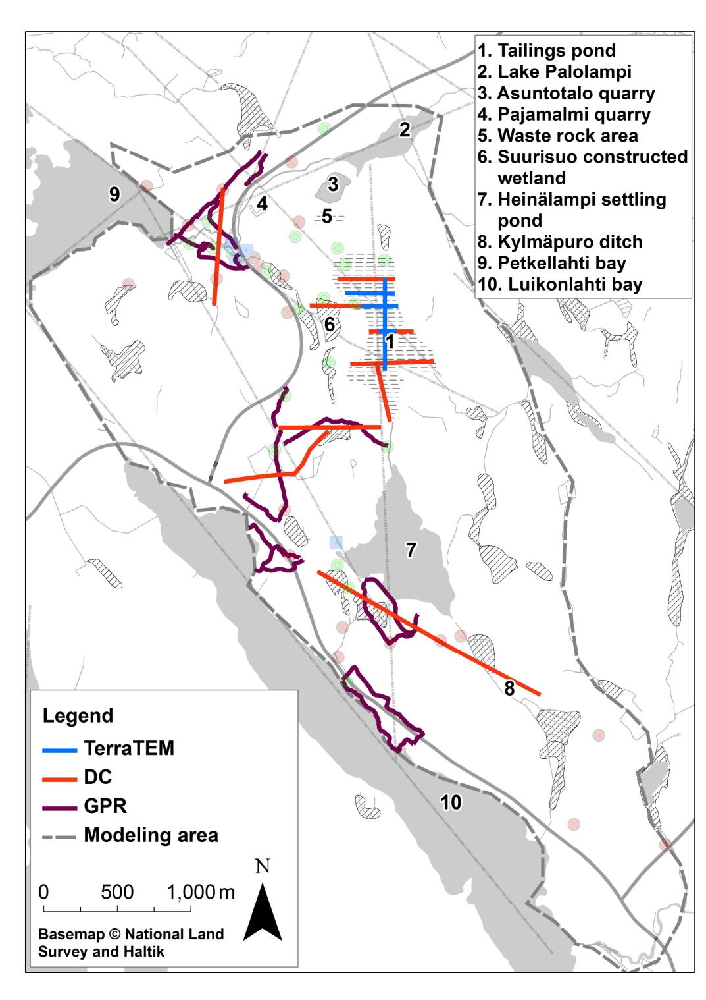 1. Tailings pond
2. Lake Palolampi
3. Asuntotalo quarry
4. Pajamalmi quarry
5. Waste rock area
6. Suurisuo constructed
wetland
7. Heinälampi settling
pond
8. Kylmäpuro ditch
9. Petkellahti bay
10. Luikonlahti bay
2
3
9
4
5
6
1
7
8
10
Legend
TerraTEM
DC
GPR
Modeling area
N
0 500 1,000 m
Basemap © National Land
Survey and Haltik